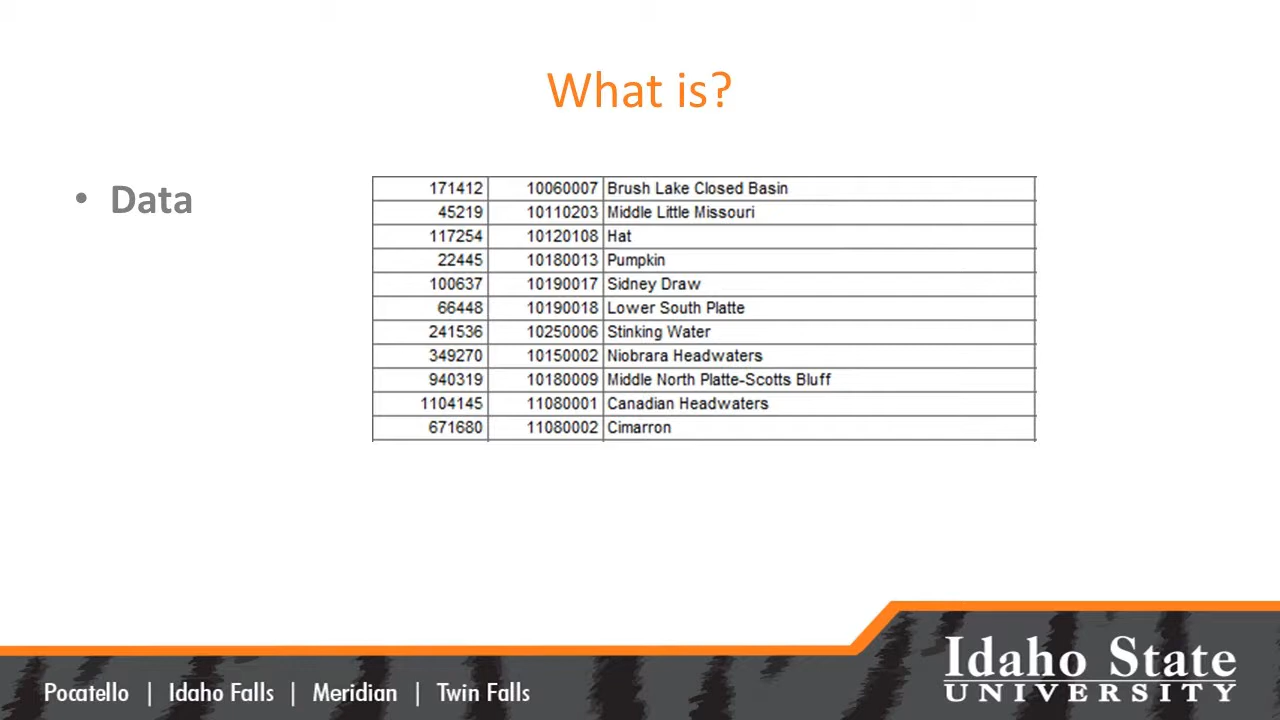 What is?
• Data
171412 10060007 Brush Lake Closed Basin
45219 10110203 Middle Little Missouri
117254 10120108 Hat
22445 10180013 Pumpkin
100637 10190017 Sidney Draw
66448 10190018 Lower South Platte
241536 10250006 Stinking Water
349270 10150002 Niobrara Headwaters
940319 10180009 Middle North Platte-Scotts Bluff
1104145 11080001 Canadian Headwaters
671680 11080002 Cimarron
Idaho State
UNIVERSITY
Pocatello | Idaho Falls | Meridian | Twin Falls